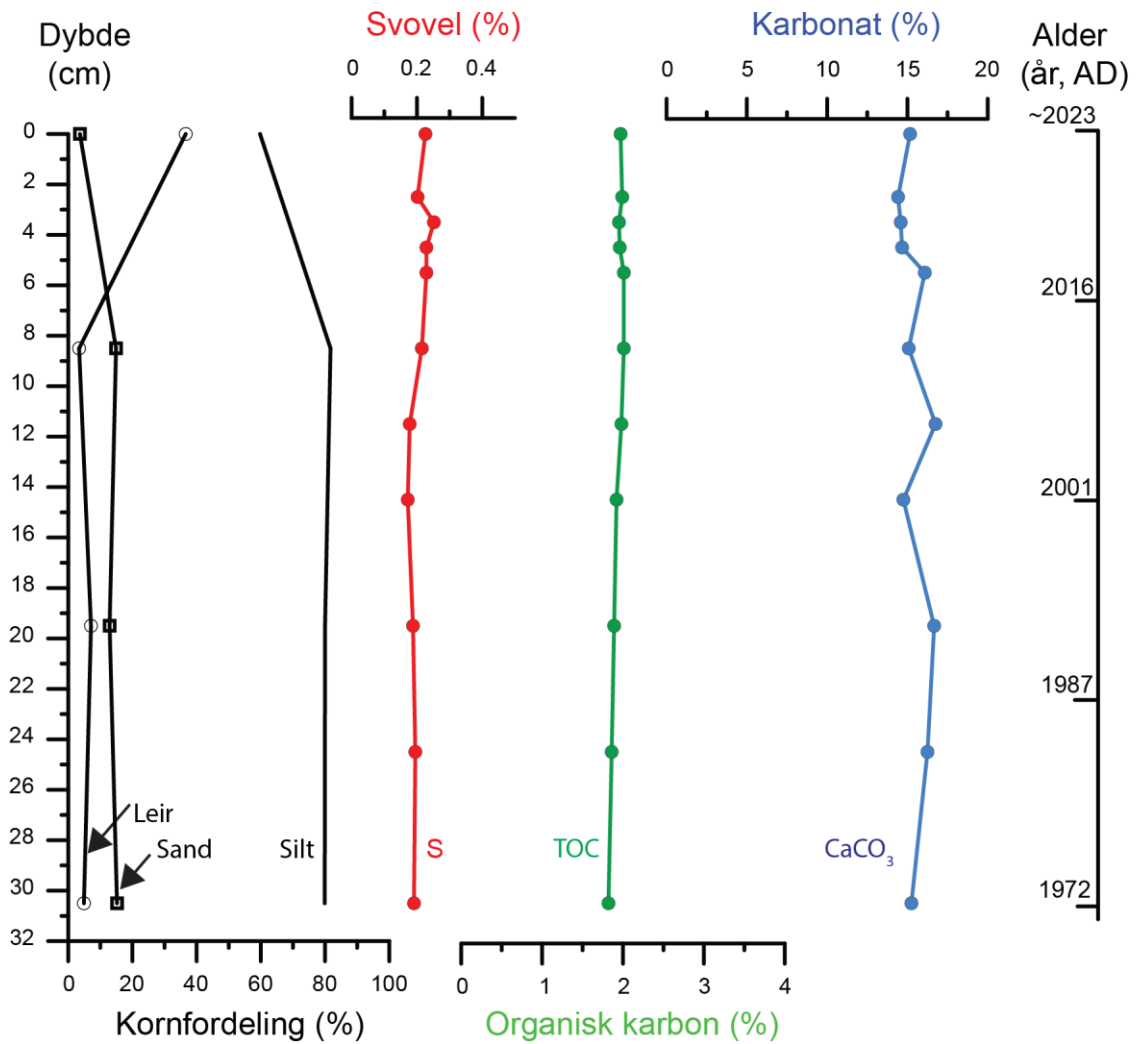 Dybde
(cm)
Svovel (%)
Karbonat (%)
Alder
(år, AD)
0 0.2 0.4
0 5 10 15 20
~2023
0
2
4
6
8
10
12
14
16
18
20
22
24
26
28
30
32
2016
2001
1987
1972
Leir
Sand
Silt
S
TOC
CaCO₃
0 20 40 60 80 100
Kornfordeling (%)
0 1 2 3 4
Organisk karbon (%)